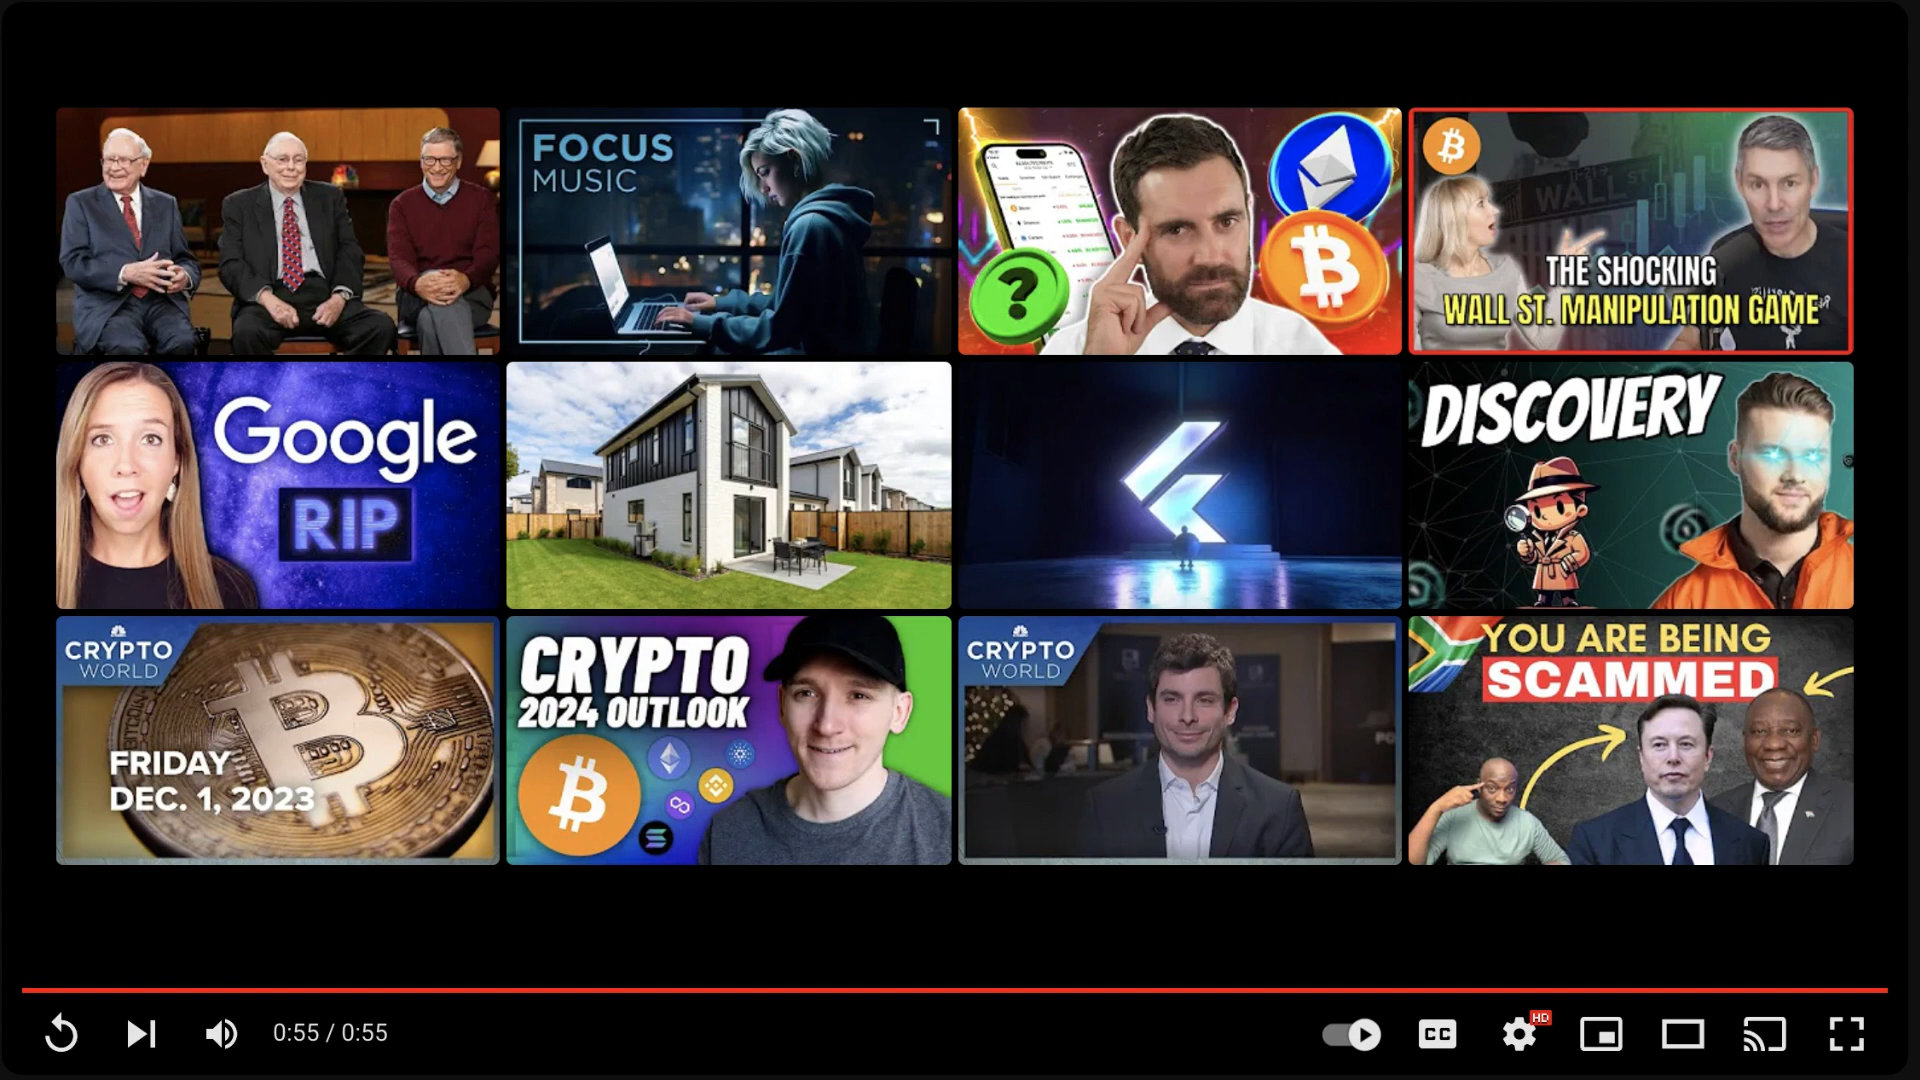 FOCUS
MUSIC
?
WALL ST
THE SHOCKING
WALL ST. MANIPULATION GAME
Google
RIP
DISCOVERY
CRYPTO
WORLD
FRIDAY
DEC. 1, 2023
CRYPTO
2024 OUTLOOK
CRYPTO
WORLD
YOU ARE BEING
SCAMMED
0:55 / 0:55
CC
HD